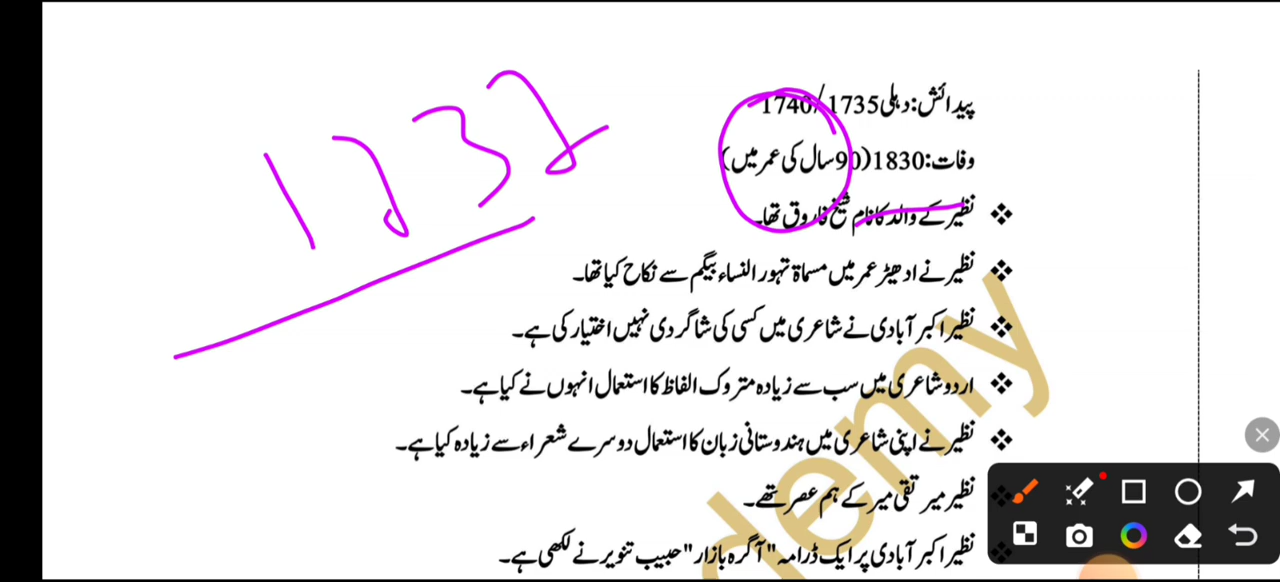 پیدائش: دہلی 1735/1740
وفات: 1830 (90 سال کی عمر میں)
نظیر کے والد کا نام شیخ فاروق تھا۔
نظیر نے ادھیڑ عمر میں مسماۃ تہور النساء بیگم سے نکاح کیا تھا۔
نظیر اکبر آبادی نے شاعری میں کسی کی شاگردی نہیں اختیار کی ہے۔
اردو شاعری میں سب سے زیادہ متروک الفاظ کا استعمال انہوں نے کیا ہے۔
نظیر نے اپنی شاعری میں ہندوستانی زبان کا استعمال دوسرے شعراء سے زیادہ کیا ہے۔
نظیر میر تقی میر کے ہم عصر تھے۔
نظیر اکبر آبادی پر ایک ڈرامہ "آگرہ بازار" حبیب تنویر نے لکھی ہے۔
demy